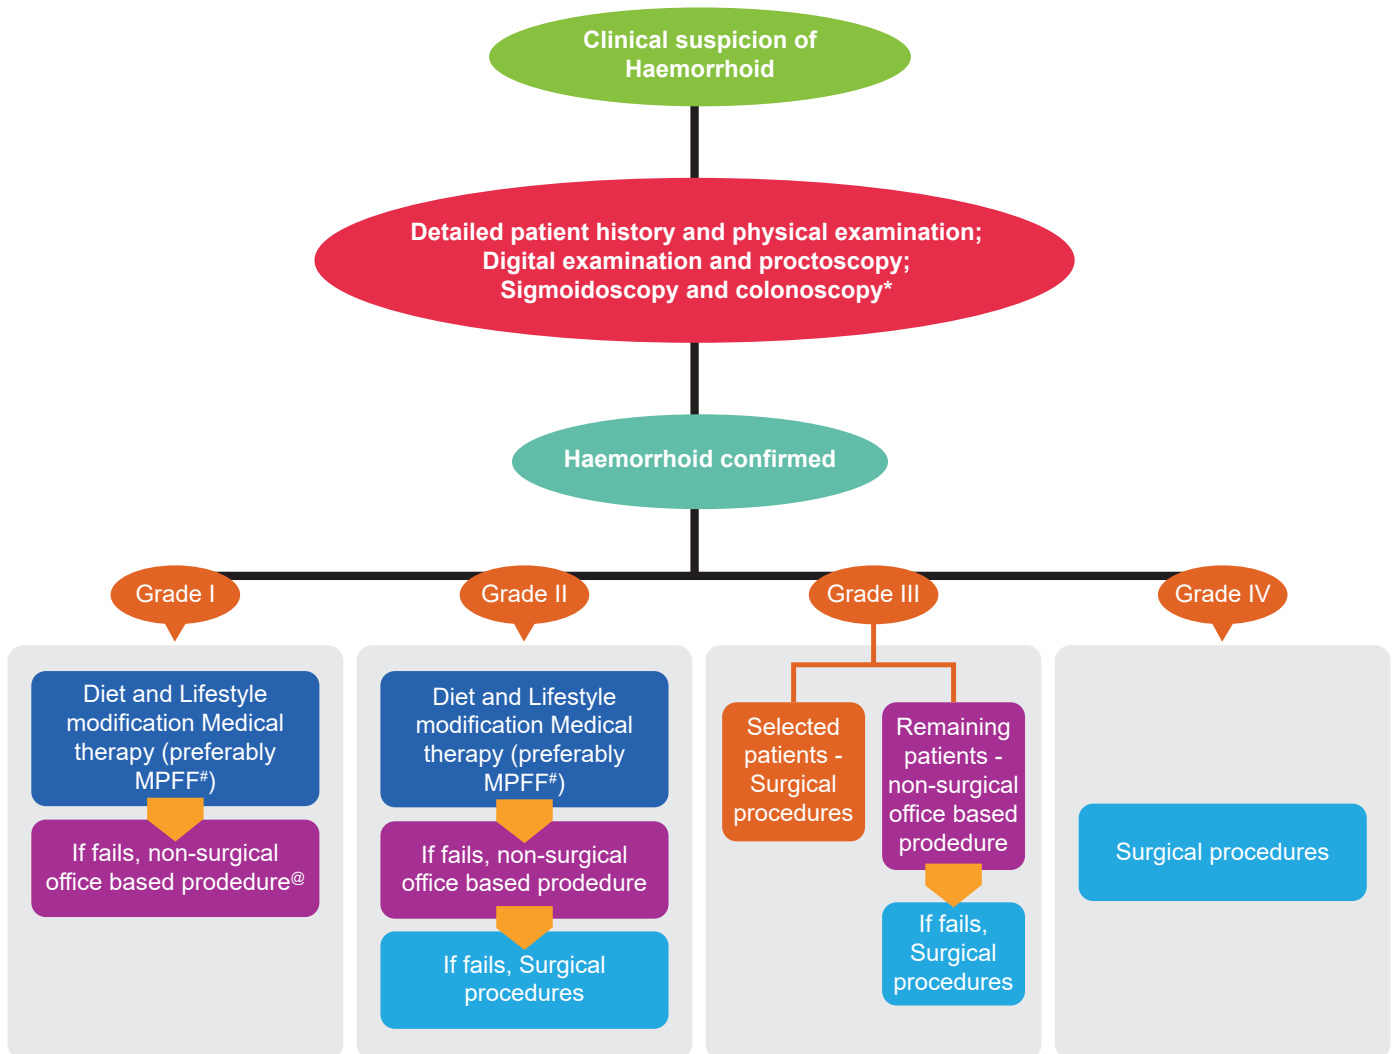 Clinical suspicion of
Haemorrhoid
Detailed patient history and physical examination;
Digital examination and proctoscopy;
Sigmoidoscopy and colonoscopy*
Haemorrhoid confirmed
Grade I
Grade II
Grade III
Grade IV
Diet and Lifestyle
modification Medical
therapy (preferably
MPFF#)
If fails, non-surgical
office based prodedure@
Diet and Lifestyle
modification Medical
therapy (preferably
MPFF#)
If fails, non-surgical
office based prodedure
If fails, Surgical
procedures
Selected
patients -
Surgical
procedures
Remaining
patients -
non-surgical
office based
prodedure
If fails,
Surgical
procedures
Surgical procedures